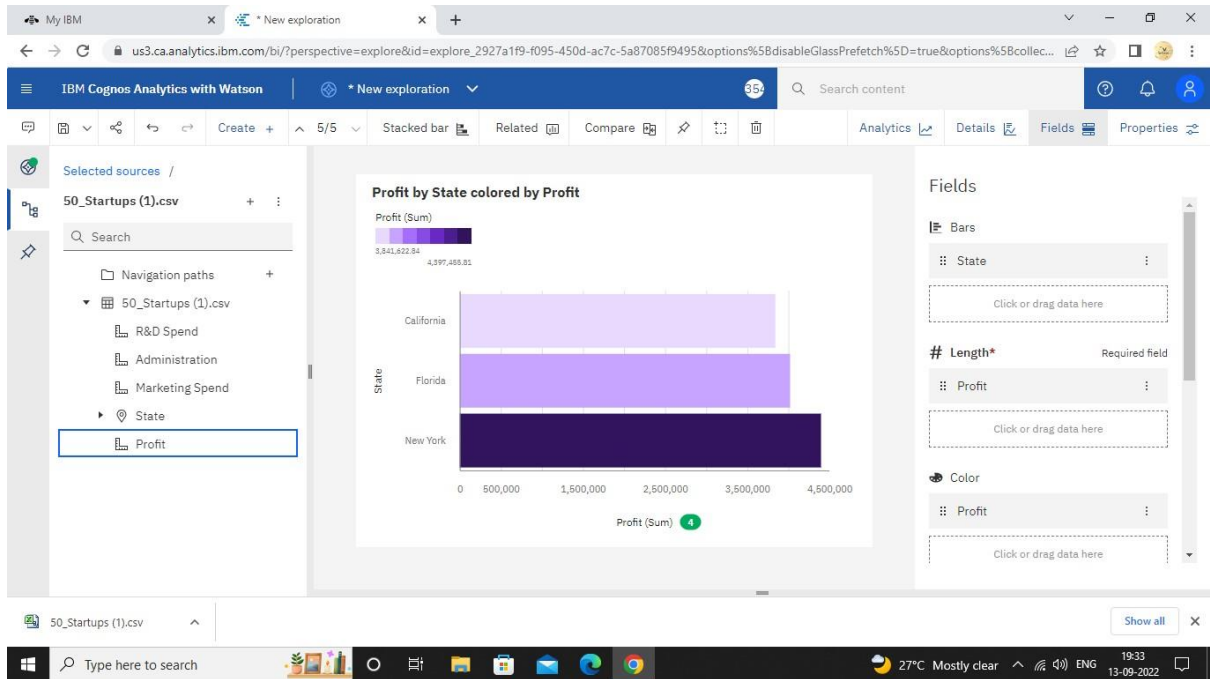 My IBM
* New exploration
us3.ca.analytics.ibm.com/bi/?perspective=explore&id=explore_2927a1f9-f095-450d-ac7c-5a87085f9495&options%5BdisableGlassPrefetch%5D=true&options%5Bcollec...
IBM Cognos Analytics with Watson
* New exploration
354
Search content
Create +
5/5
Stacked bar
Related
Compare
Analytics
Details
Fields
Properties
Selected sources /
50_Startups (1).csv
Search
Navigation paths
50_Startups (1).csv
R&D Spend
Administration
Marketing Spend
State
Profit
Profit by State colored by Profit
Profit (Sum)
3,841,622.84
4,397,488.81
California
Florida
New York
State
0 500,000 1,500,000 2,500,000 3,500,000 4,500,000
Profit (Sum) 4
Fields
Bars
State
Click or drag data here
# Length* Required field
Profit
Click or drag data here
Color
Profit
Click or drag data here
50_Startups (1).csv
Show all
Type here to search
27°C Mostly clear
ENG
19:33
13-09-2022